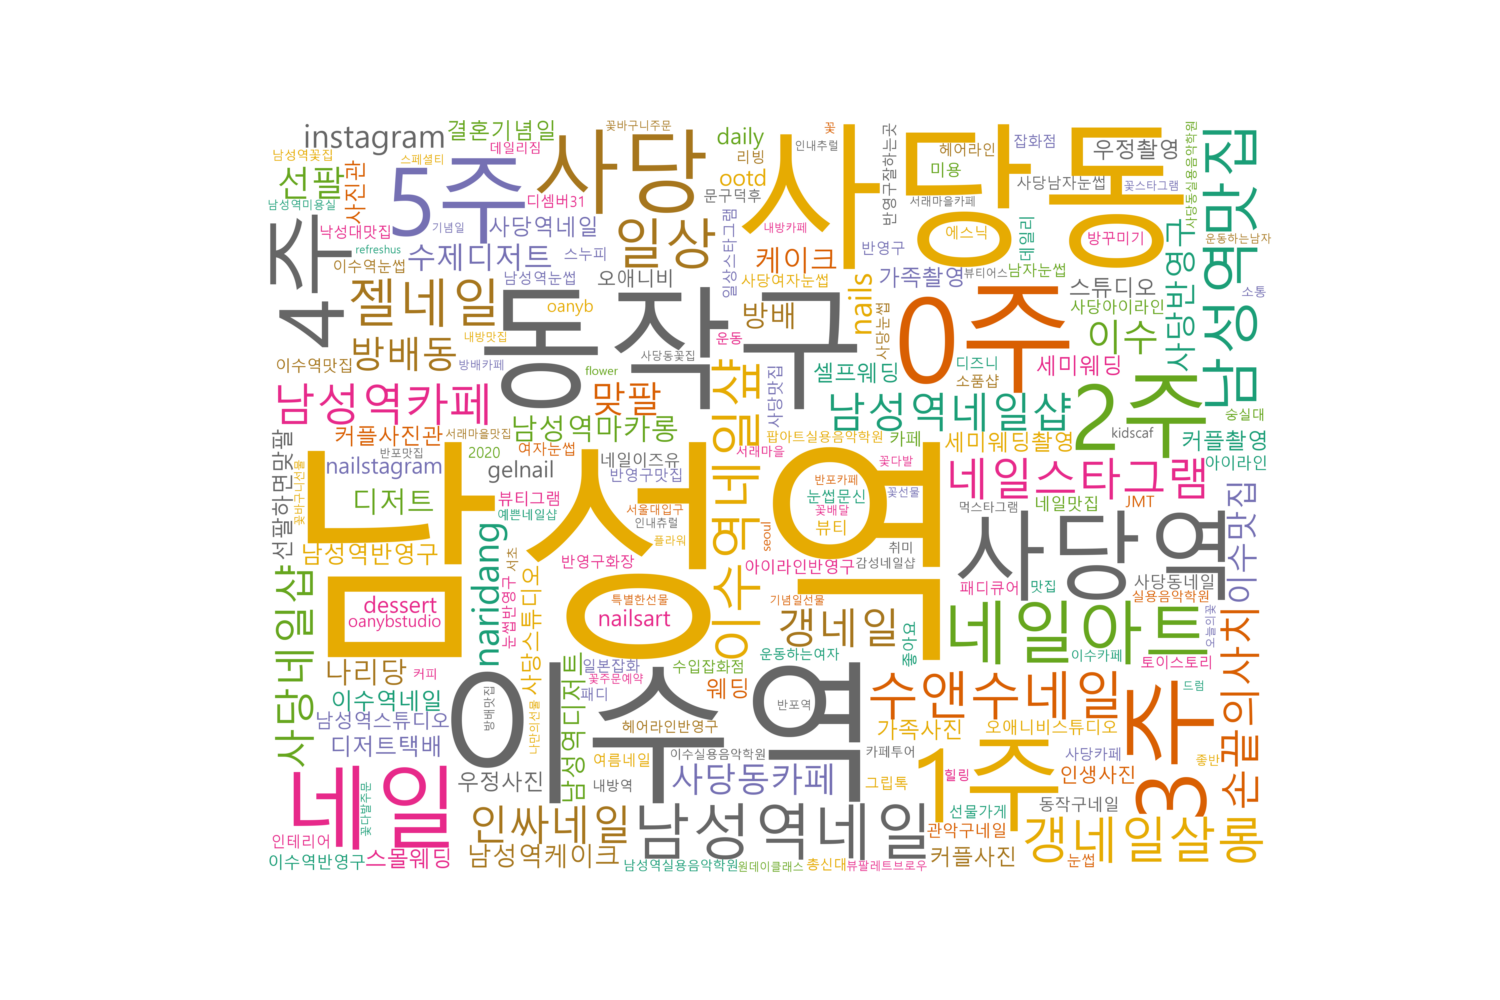 instagram
결혼기념일
꽃바구니주문
사당
daily
사당동
꽃
인내추럴
반영구잘하는곳
헤어라인
잡화점
우정촬영
사당동실용음악학원
남성역맛집
남성역꽃집
데일리짐
스페셜티
5주
리빙
선팔
사진관
디셈버31
ootd
문구덕후
미용
사당남자눈썹
꽃스타그램
남성역미용실
4주
기념일
사당역네일
일상
일상스타그램
내방카페
서래마을카페
에스닉
데일리
방꾸미기
사당반영구
운동하는남자
낙성대맛집
refreshus
수제디저트
스누피
케이크
반영구
이수역눈썹
남성역눈썹
오애니비
사당여자눈썹
가족촬영
뷰티어스
남자눈썹
스튜디오
소통
젤네일
동작구
oanyb
방배
nails
사당눈썹
0주
사당아이라인
이수
방배동
내방맛집
운동
이수역맛집
방배카페
flower
사당동꽃집
이수역네일샵
사당맛집
셀프웨딩
디즈니
소품샵
세미웨딩
2주
남성역카페
맞팔
남성역네일샵
숭실대
선팔하면맞팔
커플사진관
서래마을맛집
남성역마카롱
팜아트실용음악학원
카페
세미웨딩촬영
kidscaf
커플촬영
반포맛집
2020
여자눈썹
서래마을
꽃다발
꽃바구니선물
nailstagram
gelnail
네일이즈유
반영구맛집
반포카페
네일스타그램
아이라인
남성역
디저트
뷰티그램
예쁜네일샵
서울대입구
인내츄럴
눈썹문신
꽃선물
꽃배달
먹스타그램
네일맛집
JMT
이수맛집
naridang
플라워
seoul
뷰티
사당역
남성역반영구
서초
반영구화장
취미
아이라인반영구
감성네일샵
패디큐어
맛집
사당동네일
실용음악학원
사당네일샵
dessert
oanybstudio
눈썹반영구
사당스튜디오
특별한선물
nailsart
기념일선물
갱네일
좋아요
네일아트
오늘의꽃
손끝의사치
나리당
커피
일본잡화
수입잡화점
운동하는여자
이수카페
토이스토리
이수역네일
방배맛집
꽃주문예약
패디
웨딩
이수역
반포역
수앤수네일
드럼
남성역스튜디오
나만의선물
남성역디저트
헤어라인반영구
가족사진
오애니비스튜디오
3주
디저트택배
여름네일
이수실용음악학원
카페투어
1주
사당카페
좋반
네일
꽃다발주문
우정사진
내방역
사당동카페
그립톡
힐링
인생사진
인테리어
인싸네일
남성역네일
선물가게
동작구네일
관악구네일
갱네일살롱
이수역반영구
스몰웨딩
남성역케이크
남성역실용음악학원
원데이클래스
총신대
뷰팔레트브로우
커플사진
눈썹